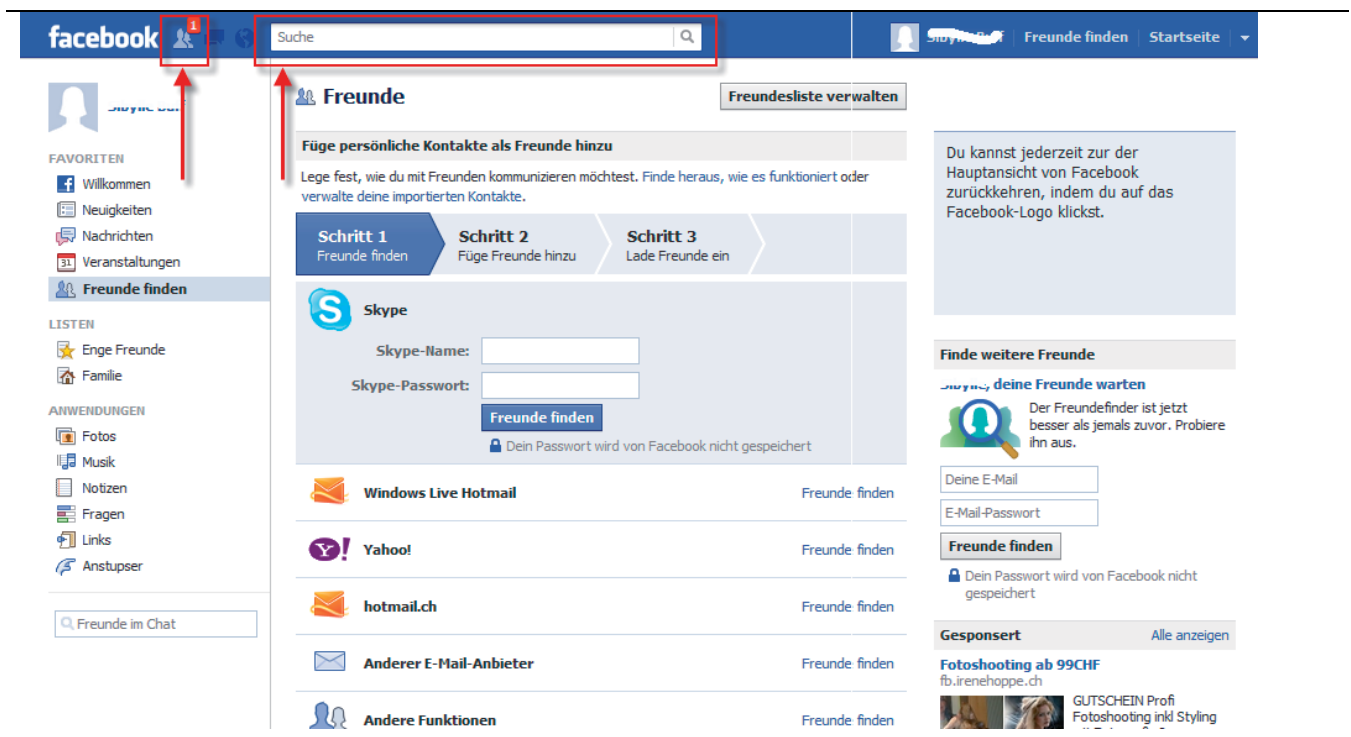 facebook
1
Suche
Freunde finden
Startseite
FAVORITEN
Willkommen
Neuigkeiten
Nachrichten
31 Veranstaltungen
Freunde finden
LISTEN
Enge Freunde
Familie
ANWENDUNGEN
Fotos
Musik
Notizen
Fragen
Links
Anstupser
Freunde im Chat
Freunde
Freundesliste verwalten
Füge persönliche Kontakte als Freunde hinzu
Lege fest, wie du mit Freunden kommunizieren möchtest. Finde heraus, wie es funktioniert oder
verwalte deine importierten Kontakte.
Schritt 1
Freunde finden
Schritt 2
Füge Freunde hinzu
Schritt 3
Lade Freunde ein
S
Skype
Skype-Name:
Skype-Passwort:
Freunde finden
Dein Passwort wird von Facebook nicht gespeichert
Windows Live Hotmail
Freunde finden
Y! Yahoo!
Freunde finden
hotmail.ch
Freunde finden
Anderer E-Mail-Anbieter
Freunde finden
Andere Funktionen
Freunde finden
Du kannst jederzeit zur der
Hauptansicht von Facebook
zurückkehren, indem du auf das
Facebook-Logo klickst.
Finde weitere Freunde
deine Freunde warten
Der Freundefinder ist jetzt
besser als jemals zuvor. Probiere
ihn aus.
Deine E-Mail
E-Mail-Passwort
Freunde finden
Dein Passwort wird von Facebook nicht
gespeichert
Gesponsert
Alle anzeigen
Fotoshooting ab 99CHF
fb.irenehoppe.ch
GUTSCHEIN Profi
Fotoshooting inkl Styling